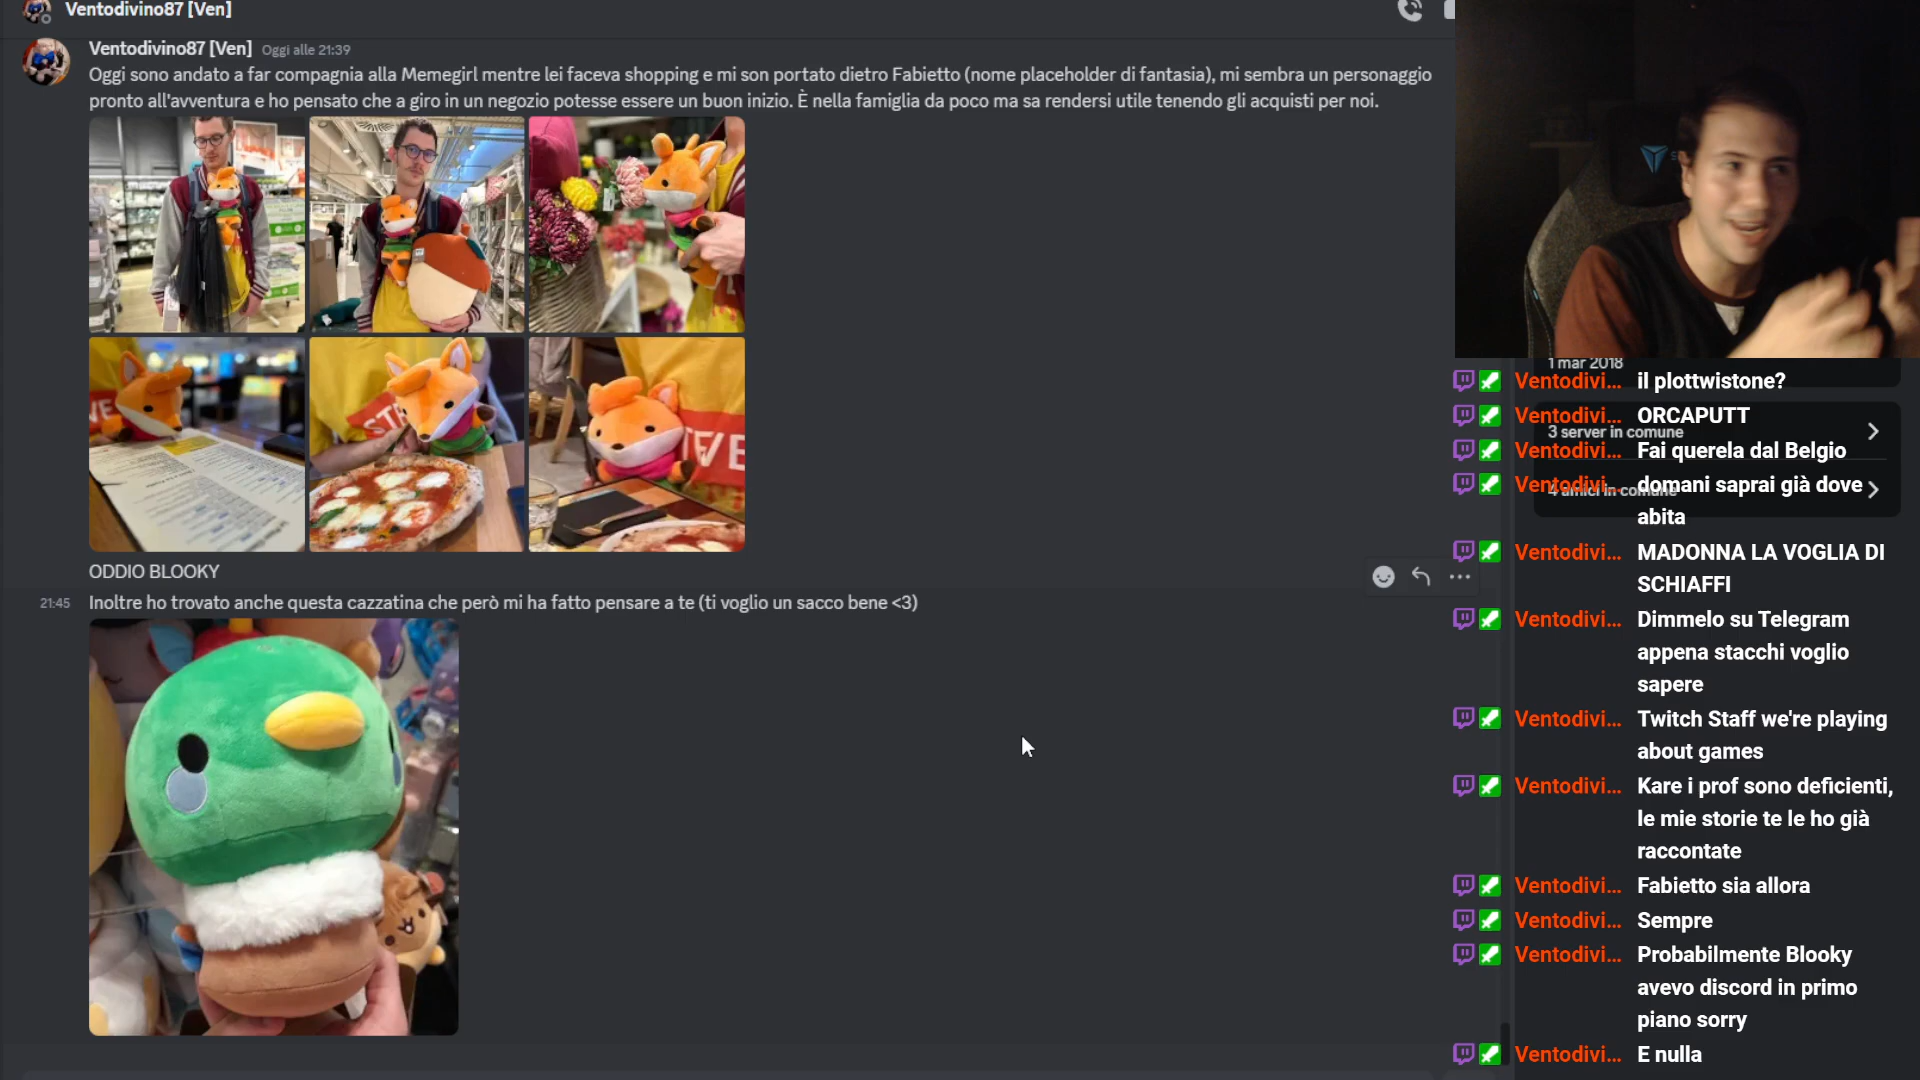 Ventodivino87 [Ven]
Ventodivino87 [Ven] Oggi alle 21:39
Oggi sono andato a far compagnia alla Memegirl mentre lei faceva shopping e mi son portato dietro Fabietto (nome placeholder di fantasia), mi sembra un personaggio
pronto all'avventura e ho pensato che a giro in un negozio potesse essere un buon inizio. È nella famiglia da poco ma sa rendersi utile tenendo gli acquisti per noi.
ODDIO BLOOKY
21:45 Inoltre ho trovato anche questa cazzatina che però mi ha fatto pensare a te (ti voglio un sacco bene <3)
1 mar 2018
3 server in comune
4 amici in comune
Ventodivi... il plottwistone?
Ventodivi... ORCAPUTT
Ventodivi... Fai querela dal Belgio
Ventodivi... domani saprai già dove
abita
Ventodivi... MADONNA LA VOGLIA DI
SCHIAFFI
Ventodivi... Dimmelo su Telegram
appena stacchi voglio
sapere
Ventodivi... Twitch Staff we're playing
about games
Ventodivi... Kare i prof sono deficienti,
le mie storie te le ho già
raccontate
Ventodivi... Fabietto sia allora
Ventodivi... Sempre
Ventodivi... Probabilmente Blooky
avevo discord in primo
piano sorry
Ventodivi... E nulla